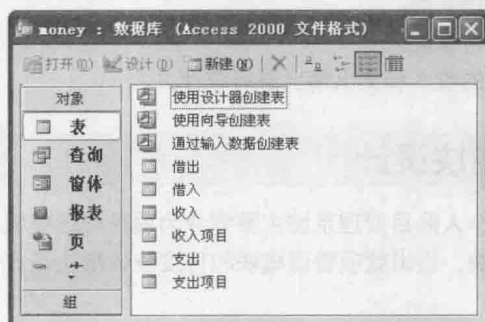 money : 数据库 (Access 2000 文件格式)
打开(O) 设计(D) 新建(N)
对象
表
查询
窗体
报表
页
组
使用设计器创建表
使用向导创建表
通过输入数据创建表
借出
借入
收入
收入项目
支出
支出项目